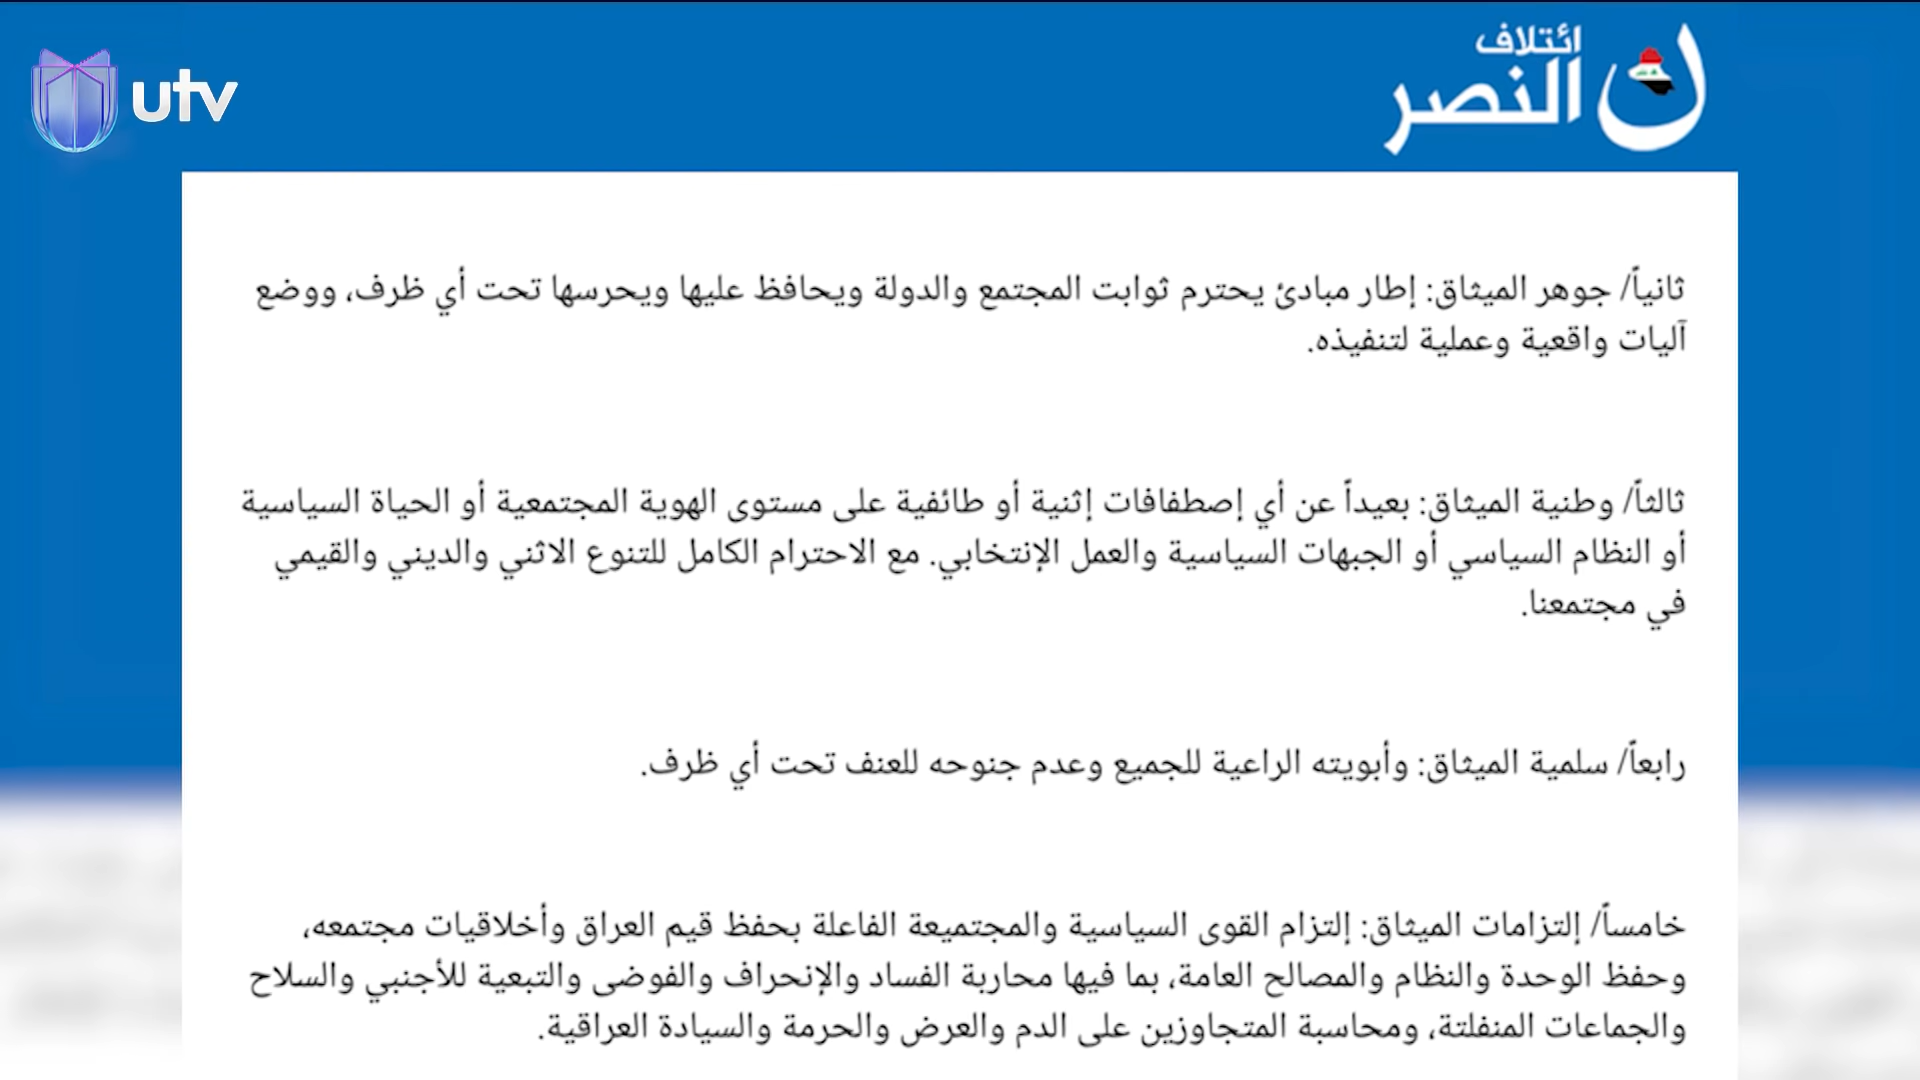 utv
ائتلاف
النصر
ثانياً/ جوهر الميثاق: إطار مبادئ يحترم ثوابت المجتمع والدولة ويحافظ عليها ويحرسها تحت أي ظرف، ووضع
آليات واقعية وعملية لتنفيذه.
ثالثاً/ وطنية الميثاق: بعيداً عن أي إصطفافات إثنية أو طائفية على مستوى الهوية المجتمعية أو الحياة السياسية
أو النظام السياسي أو الجبهات السياسية والعمل الإنتخابي. مع الاحترام الكامل للتنوع الاثني والديني والقيمي
في مجتمعنا.
رابعاً/ سلمية الميثاق: وأبويته الراعية للجميع وعدم جنوحه للعنف تحت أي ظرف.
خامساً/ إلتزامات الميثاق: إلتزام القوى السياسية والمجتميعة الفاعلة بحفظ قيم العراق وأخلاقيات مجتمعه،
وحفظ الوحدة والنظام والمصالح العامة، بما فيها محاربة الفساد والإنحراف والفوضى والتبعية للأجنبي والسلاح
والجماعات المنفلتة، ومحاسبة المتجاوزين على الدم والعرض والحرمة والسيادة العراقية.